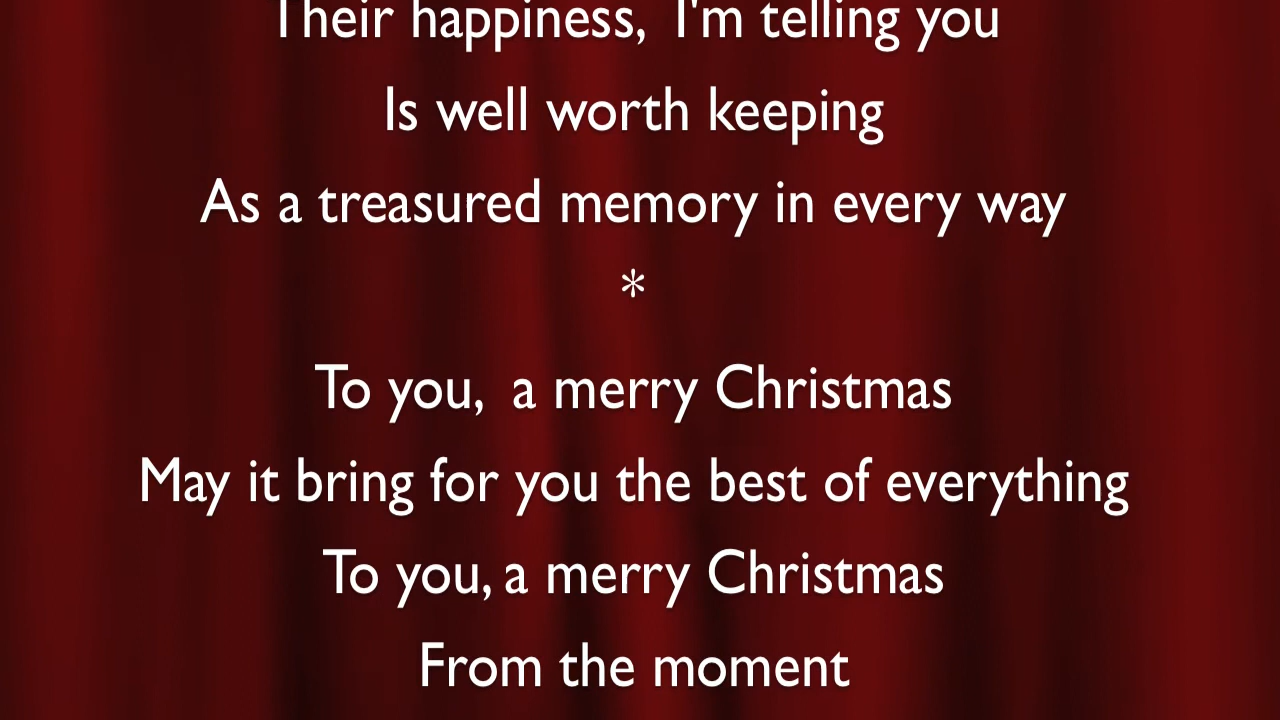 Their happiness, I'm telling you
Is well worth keeping
As a treasured memory in every way
*
To you, a merry Christmas
May it bring for you the best of everything
To you, a merry Christmas
From the moment